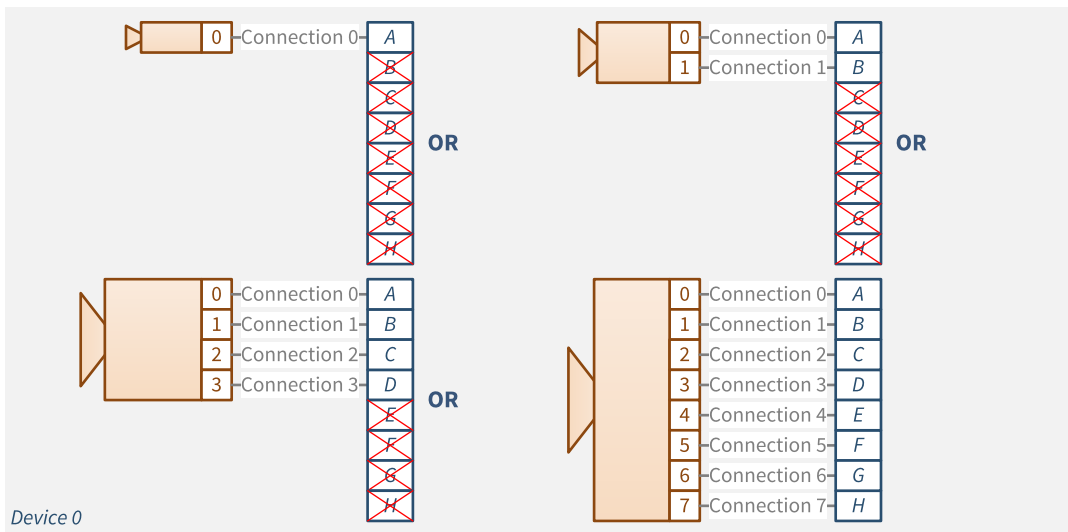 0 Connection 0 A
B
C
D
E
F
G
H
OR
0 Connection 0 A
1 Connection 1 B
C
D
E
F
G
H
OR
0 Connection 0 A
1 Connection 1 B
2 Connection 2 C
3 Connection 3 D
E
F
G
H
OR
0 Connection 0 A
1 Connection 1 B
2 Connection 2 C
3 Connection 3 D
4 Connection 4 E
5 Connection 5 F
6 Connection 6 G
7 Connection 7 H
Device 0